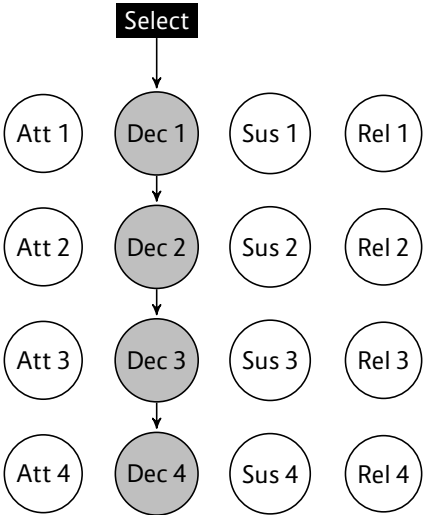 Select
Att 1 Dec 1 Sus 1 Rel 1
Att 2 Dec 2 Sus 2 Rel 2
Att 3 Dec 3 Sus 3 Rel 3
Att 4 Dec 4 Sus 4 Rel 4